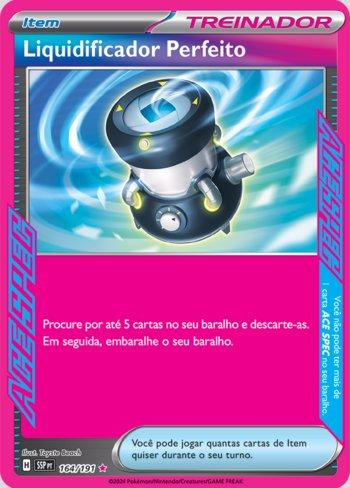 Item
TREINADOR
Liquidificador Perfeito
ACE SPEC
ACE SPEC
Você não pode ter mais de
1 carta ACE SPEC no seu baralho.
Procure por até 5 cartas no seu baralho e descarte-as.
Em seguida, embaralhe o seu baralho.
Illus. Toyste Beach
H SSP PT 164/191
Você pode jogar quantas cartas de Item
quiser durante o seu turno.
©2024 Pokémon/Nintendo/Creatures/GAME FREAK